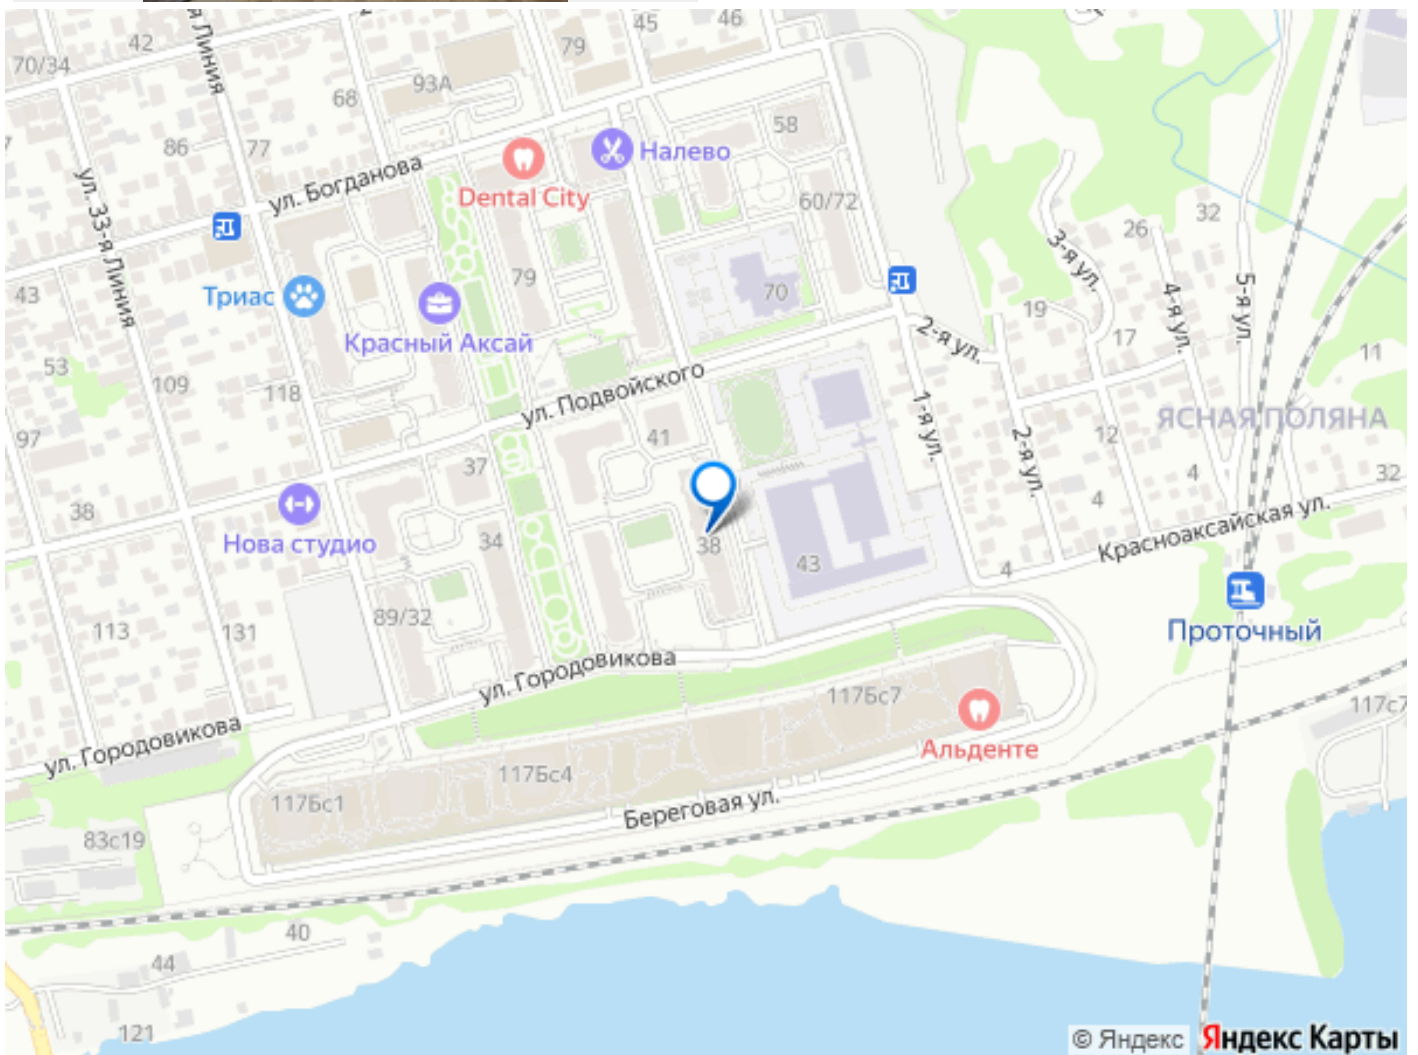 45
46
42
79
70/34
я Линия
93А
68
58
86
77
Налево
ул. Богданова
Dental City
60/72
32
26
ул. 33-я Линия
3-я ул.
4-я ул.
5-я ул.
79
70
43
Триас
19
Красный Аксай
17
2-я ул.
11
53
109
118
ул. Подвойского
1-я ул.
ЯСНАЯ ПОЛЯНА
97
41
12
2-я ул.
37
4
32
38
4
Нова студио
34
38
43
Красноаксайская ул.
4
89/32
113
131
Проточный
ул. Городовикова
117Бс7
117с7
ул. Городовикова
Альденте
117Бс4
117Бс1
Береговая ул.
83с19
40
44
121
© Яндекс
Яндекс Карты